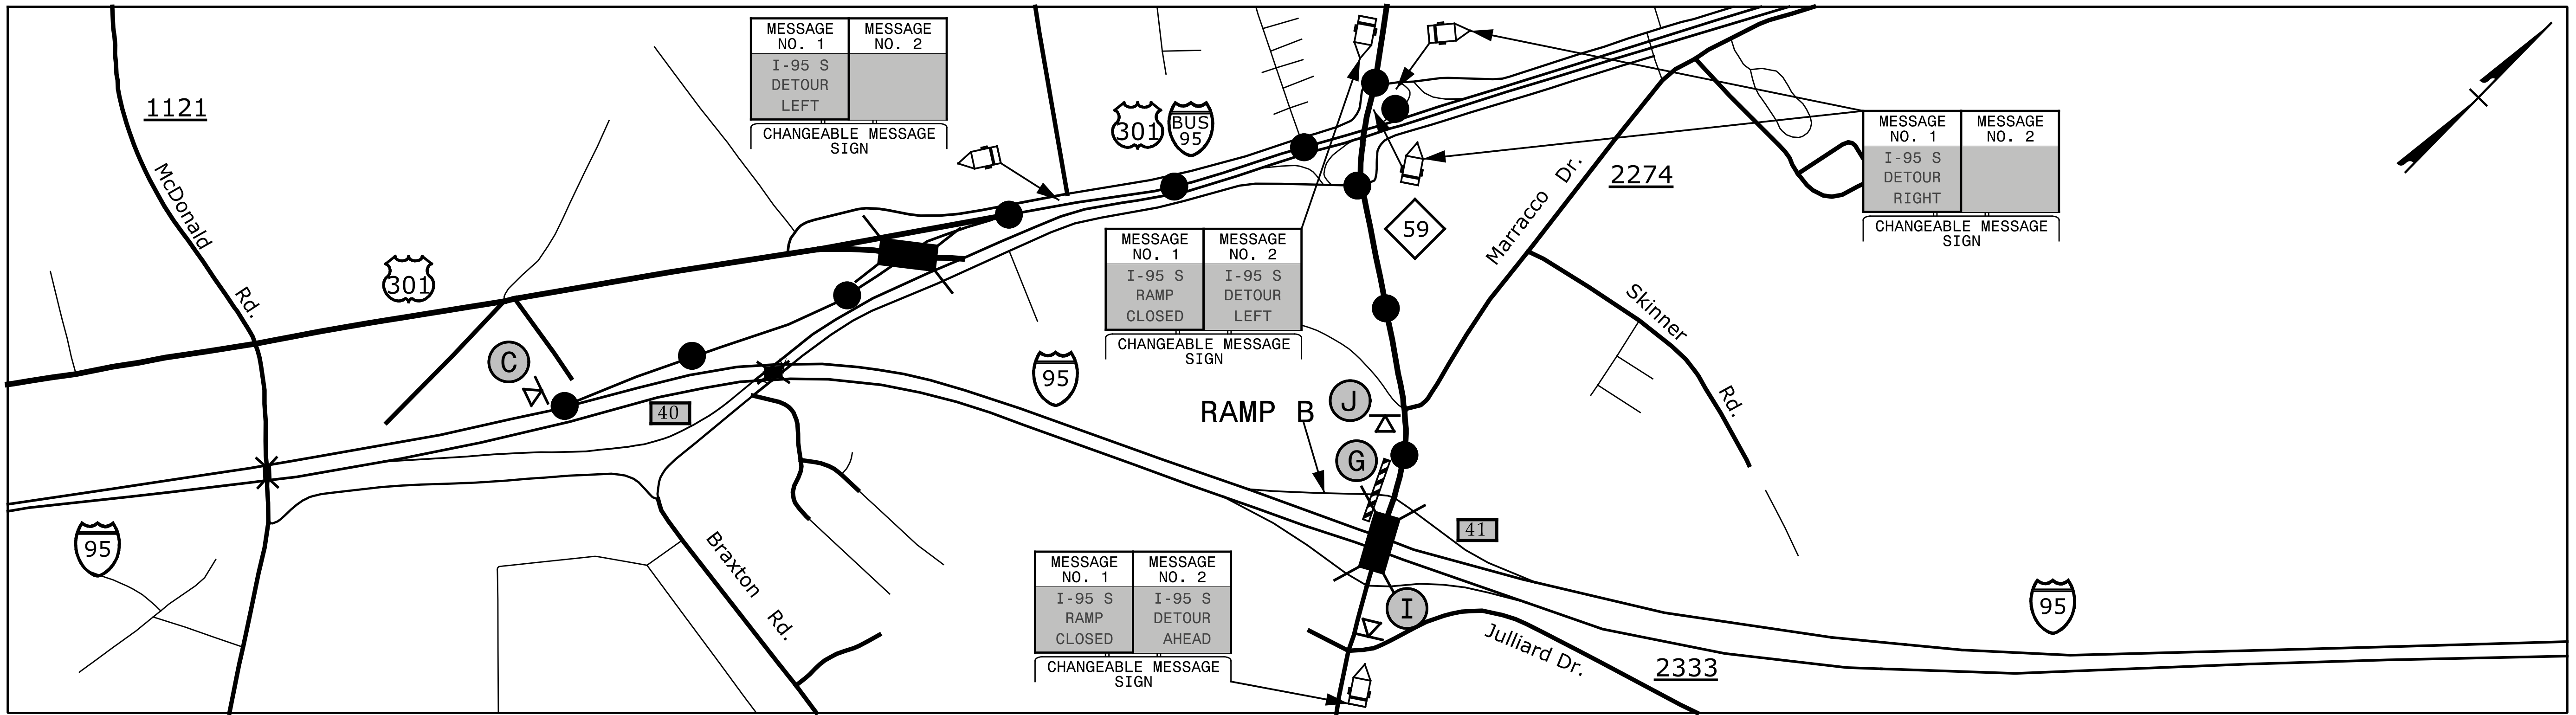 MESSAGE NO. 1
MESSAGE NO. 2
I-95 S
DETOUR
LEFT
CHANGEABLE MESSAGE
SIGN
1121
McDonald Rd.
301
BUS
95
301
MESSAGE NO. 1
MESSAGE NO. 2
I-95 S
DETOUR
RIGHT
CHANGEABLE MESSAGE
SIGN
2274
Marracco Dr.
59
MESSAGE NO. 1
MESSAGE NO. 2
I-95 S
RAMP
CLOSED
I-95 S
DETOUR
LEFT
CHANGEABLE MESSAGE
SIGN
Skinner Rd.
C
40
95
RAMP B
J
G
41
95
Braxton Rd.
MESSAGE NO. 1
MESSAGE NO. 2
I-95 S
RAMP
CLOSED
I-95 S
DETOUR
AHEAD
CHANGEABLE MESSAGE
SIGN
I
Julliard Dr.
2333
95